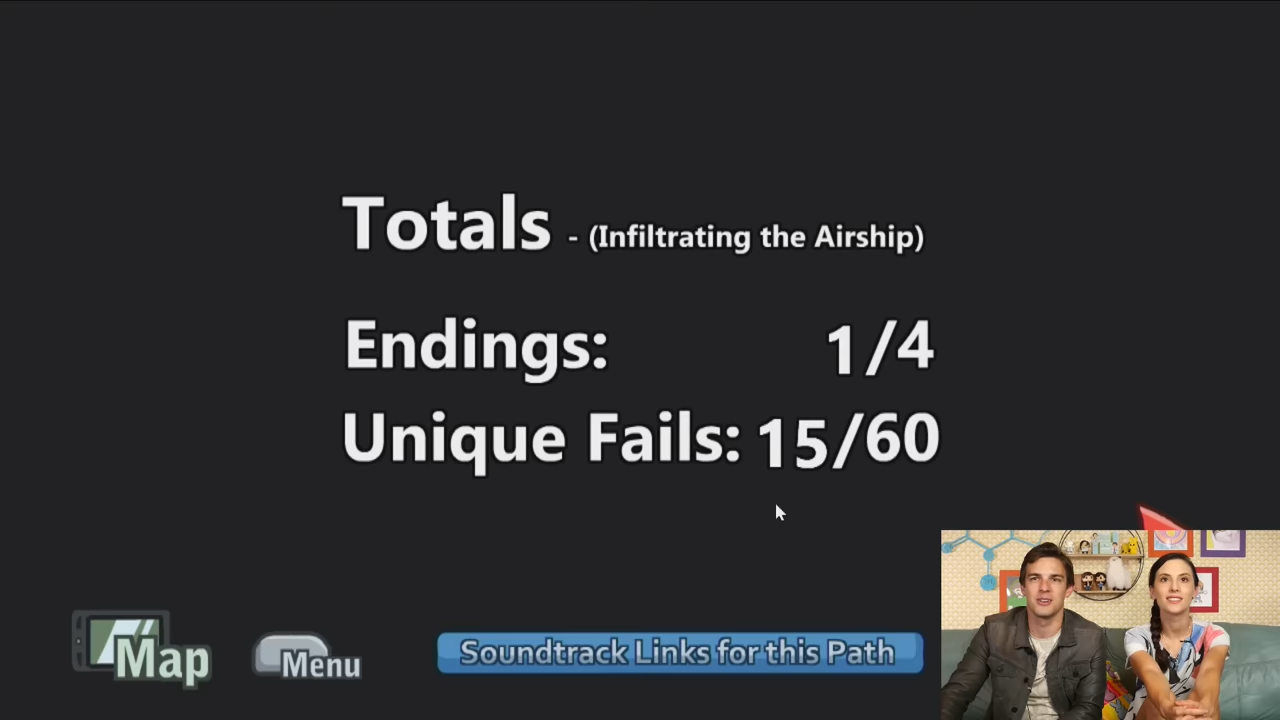 Totals - (Infiltrating the Airship)
Endings: 1/4
Unique Fails: 15/60
Map
Menu
Soundtrack Links for this Path